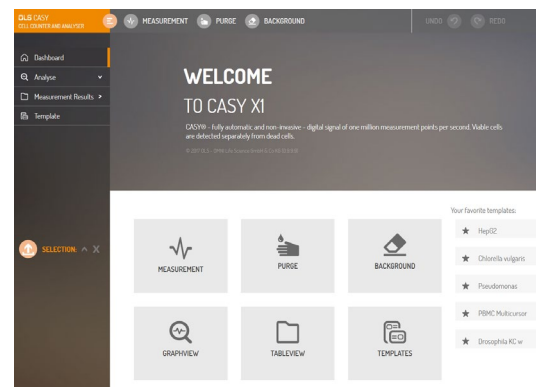 OLS CASY
CELL COUNTER AND ANALYSER
MEASUREMENT
PURGE
BACKGROUND
UNDO
REDO
Dashboard
Analyse
Measurement Results
Template
SELECTION:
WELCOME
TO CASY X1
CASY® - fully automatic and non-invasive - digital signal of one million measurement points per second. Viable cells
are detected separately from dead cells.
MEASUREMENT
PURGE
BACKGROUND
GRAPHVIEW
TABLEVIEW
TEMPLATES
Your favorite templates:
HepG2
Chlorella vulgaris
Pseudomonas
PBMC Multicursor
Drosophila KC w